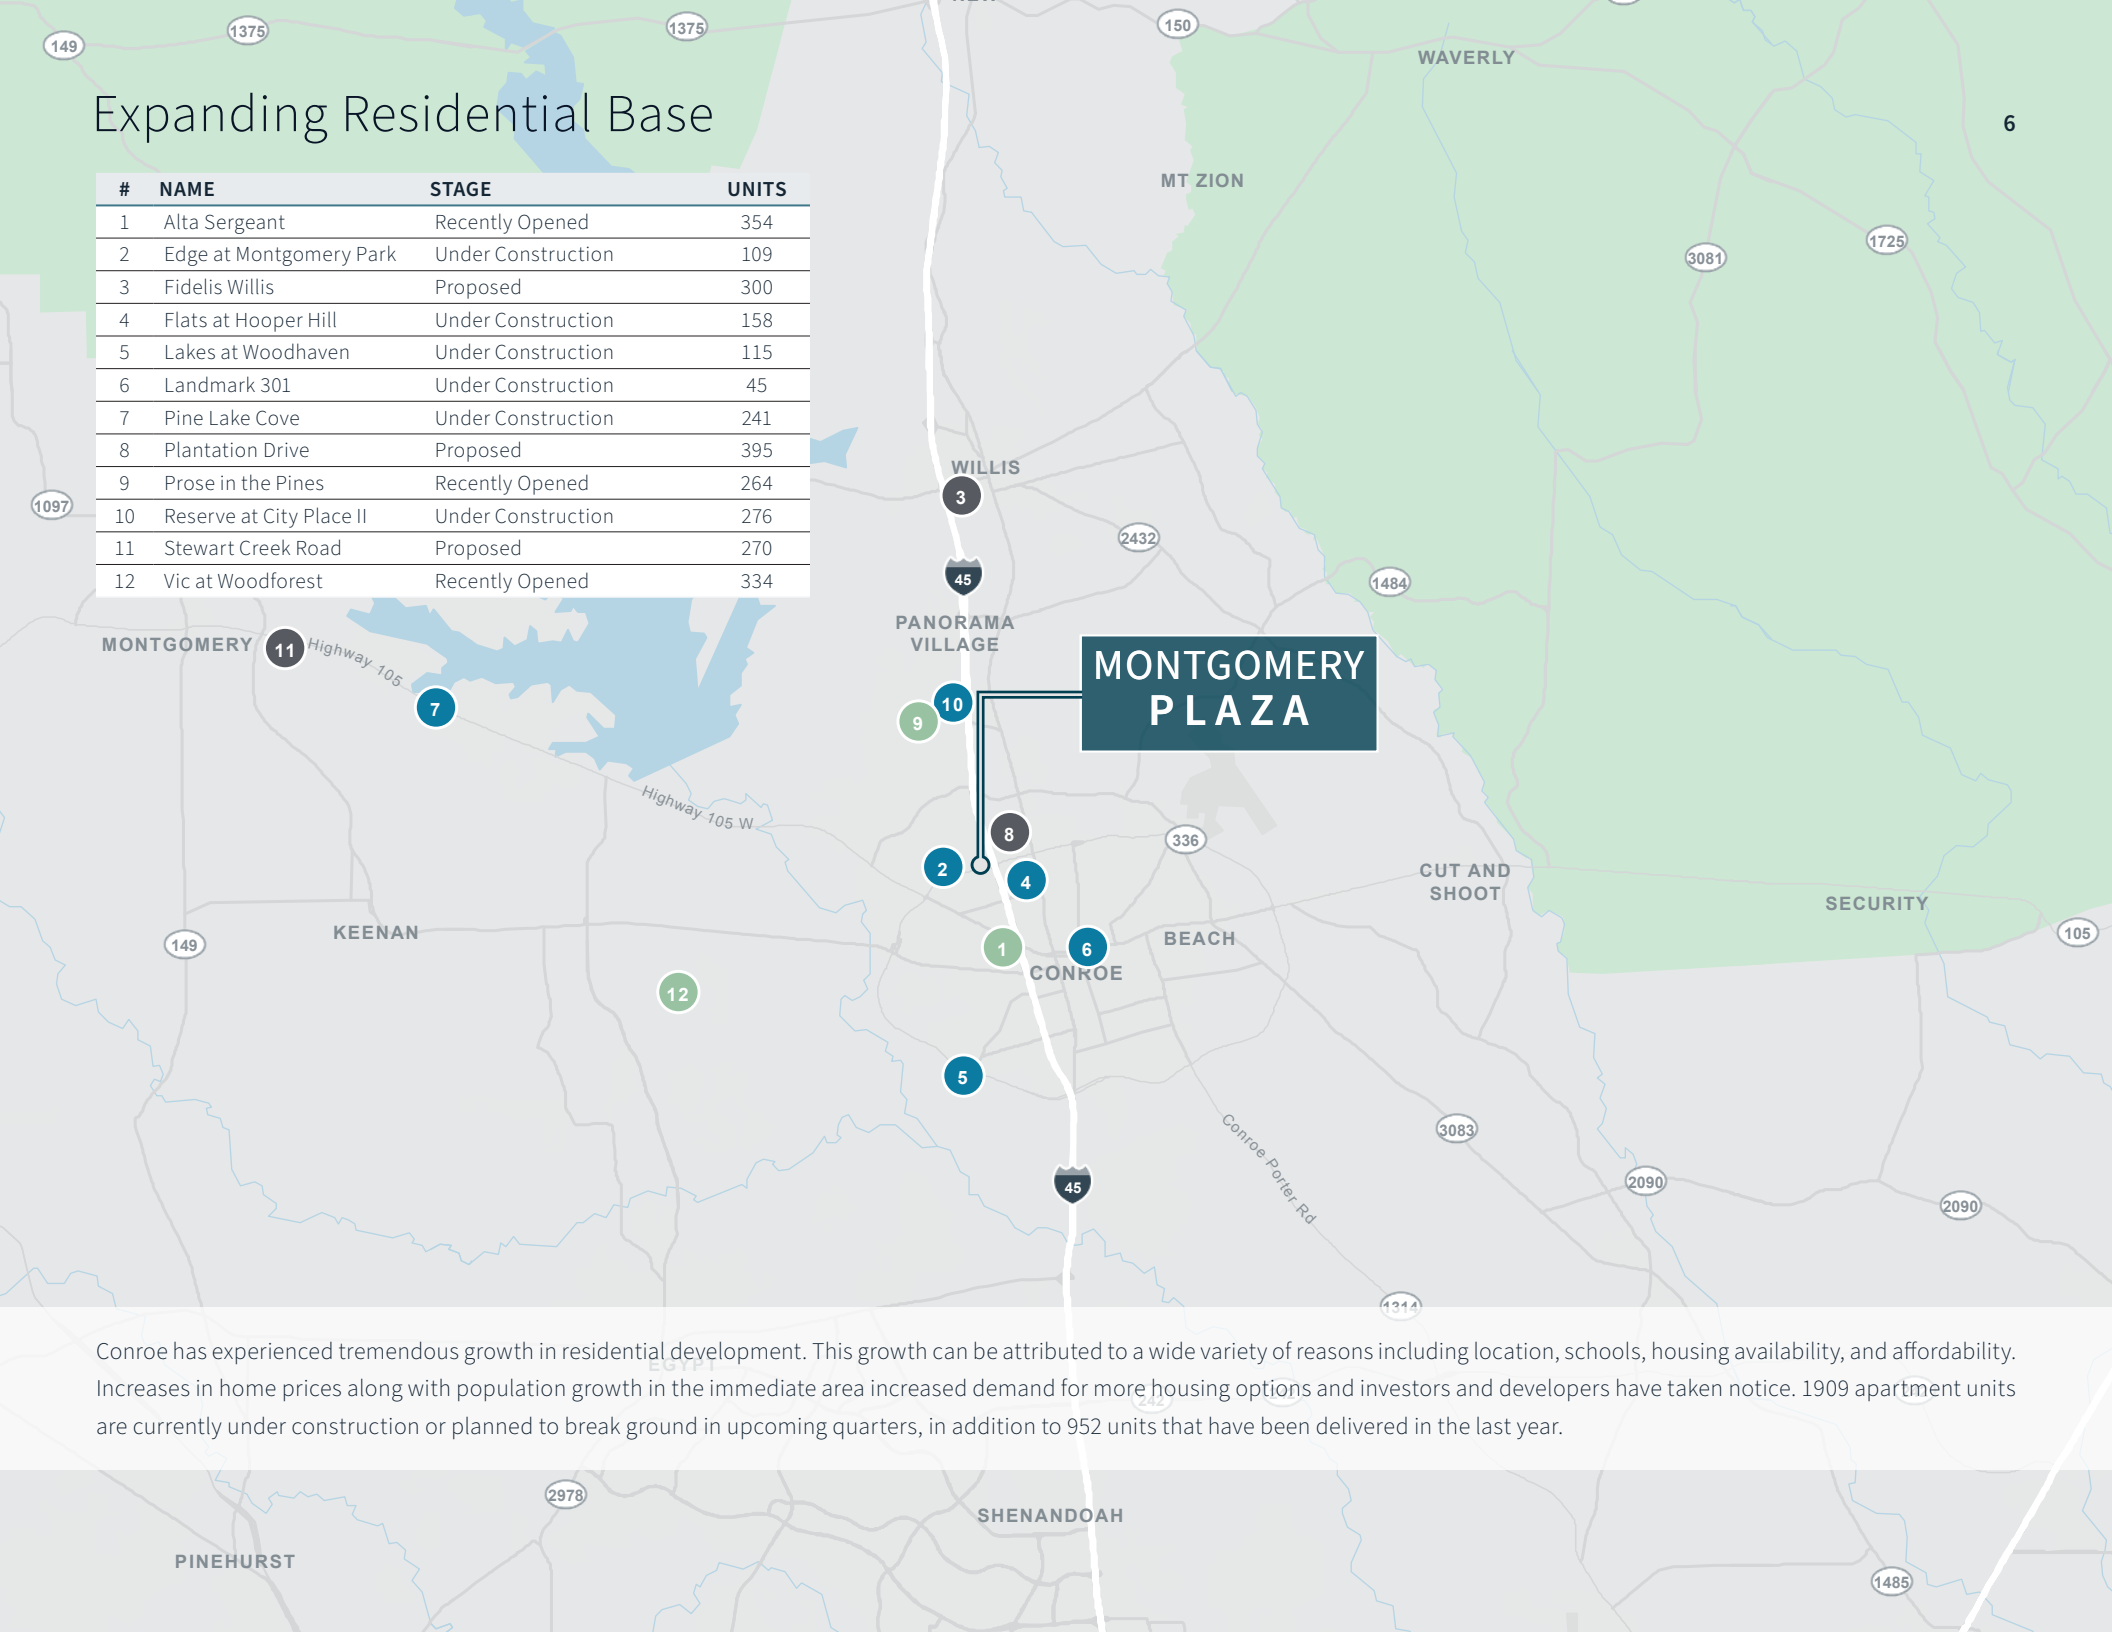 149
1375
1375
150
WAVERLY
Expanding Residential Base
6
MT ZION
# NAME STAGE UNITS
1 Alta Sergeant Recently Opened 354
2 Edge at Montgomery Park Under Construction 109
3 Fidelis Willis Proposed 300
4 Flats at Hooper Hill Under Construction 158
5 Lakes at Woodhaven Under Construction 115
6 Landmark 301 Under Construction 45
7 Pine Lake Cove Under Construction 241
8 Plantation Drive Proposed 395
9 Prose in the Pines Recently Opened 264
10 Reserve at City Place II Under Construction 276
11 Stewart Creek Road Proposed 270
12 Vic at Woodforest Recently Opened 334
1725
3081
WILLIS
3
1097
2432
45
1484
PANORAMA
VILLAGE
MONTGOMERY
11
Highway 105
MONTGOMERY
PLAZA
7
10
9
Highway 105 W
8
336
2
4
CUT AND
SHOOT
SECURITY
KEENAN
149
1
6
BEACH
105
CONROE
12
5
Conroe Porter Rd
3083
45
2090
2090
1314
Conroe has experienced tremendous growth in residential development. This growth can be attributed to a wide variety of reasons including location, schools, housing availability, and affordability.
EGYPT
Increases in home prices along with population growth in the immediate area increased demand for more housing options and investors and developers have taken notice. 1909 apartment units
242
are currently under construction or planned to break ground in upcoming quarters, in addition to 952 units that have been delivered in the last year.
2978
SHENANDOAH
PINEHURST
1485